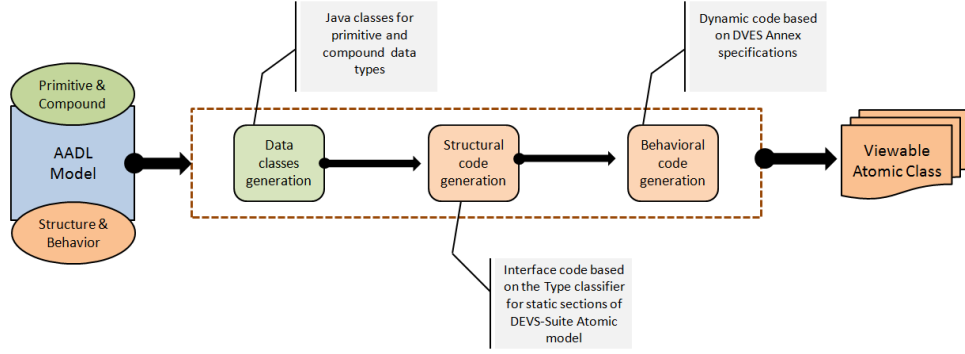 Java classes for
primitive and
compound data
types
Dynamic code based
on DVES Annex
specifications
Primitive &
Compound
AADL
Model
Structure &
Behavior
Data
classes
generation
Structural
code
generation
Behavioral
code
generation
Viewable
Atomic Class
Interface code based
on the Type classifier
for static sections of
DEVS-Suite Atomic
model